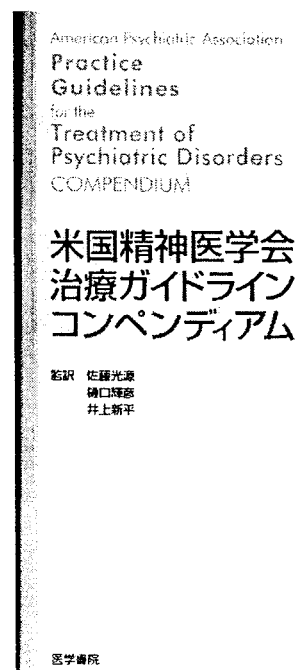 American Psychiatric Association
Practice
Guidelines
for the
Treatment of
Psychiatric Disorders
COMPENDIUM
米国精神医学会
治療ガイドライン
コンペンディアム
監訳 佐藤光源
樋口輝彦
井上新平
医学書院